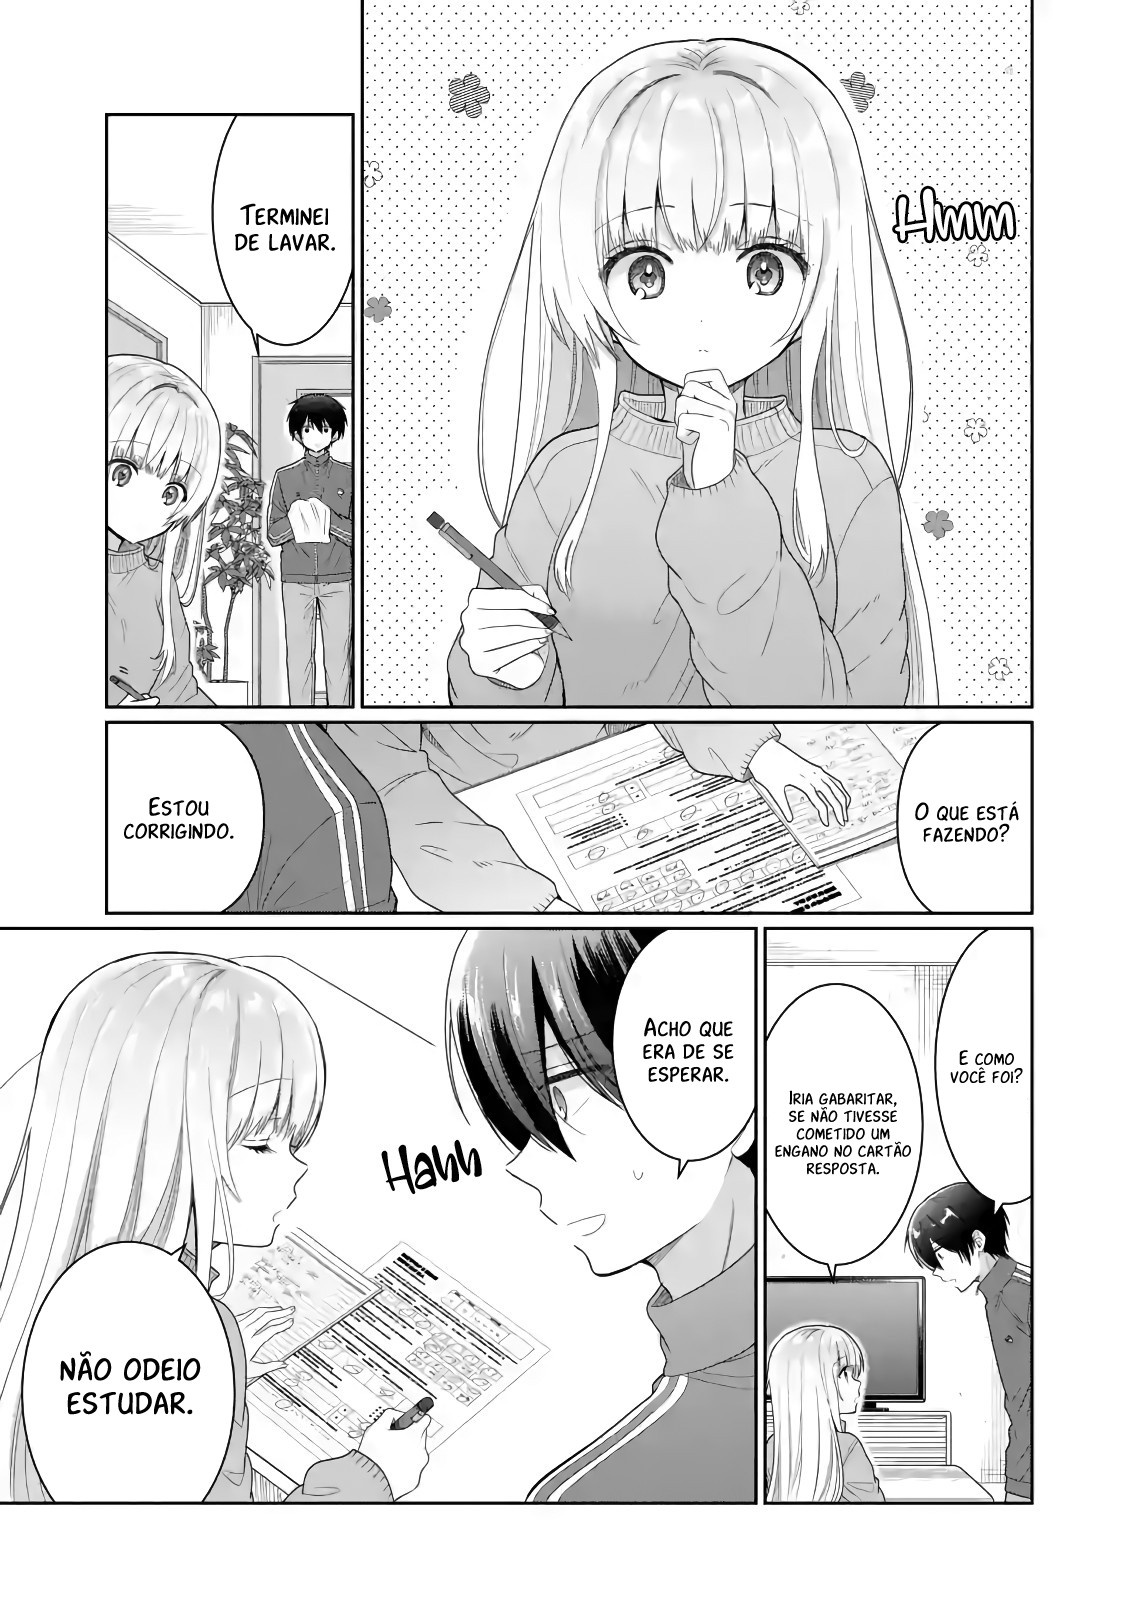 Hmm
TERMINEI
DE LAVAR.
O QUE ESTÁ
FAZENDO?
ESTOU
CORRIGINDO.
E COMO
VOCÊ FOI?
IRIA GABARITAR,
SE NÃO TIVESSE
COMETIDO UM
ENGANO NO CARTÃO
RESPOSTA.
ACHO QUE
ERA DE SE
ESPERAR.
Hahh
NÃO ODEIO
ESTUDAR.